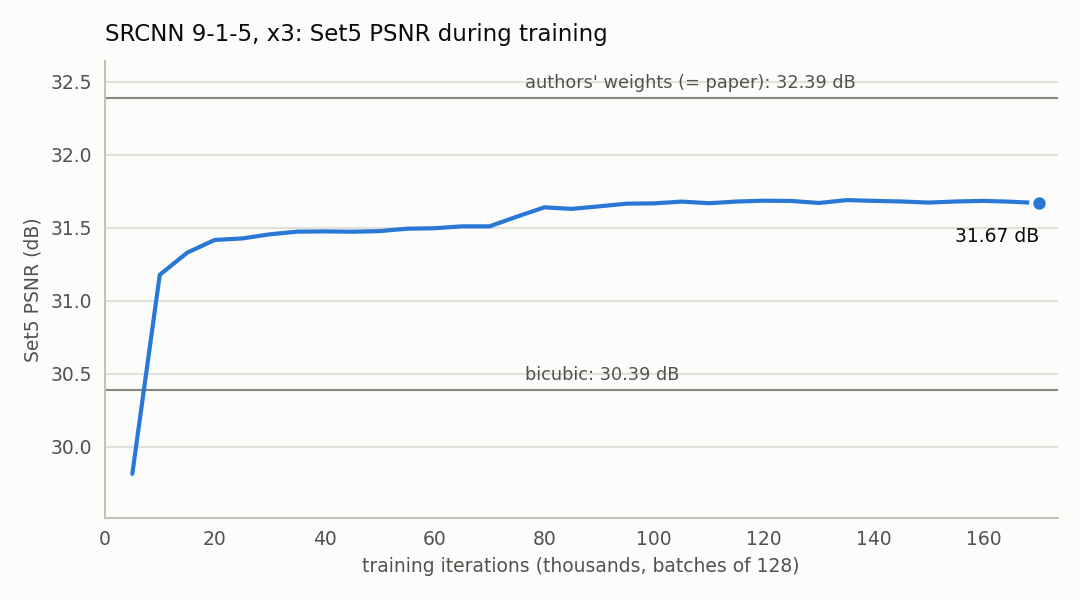 SRCNN 9-1-5, x3: Set5 PSNR during training
Set5 PSNR (dB)
32.5
32.0
31.5
31.0
30.5
30.0
authors' weights (= paper): 32.39 dB
31.67 dB
bicubic: 30.39 dB
0 20 40 60 80 100 120 140 160
training iterations (thousands, batches of 128)